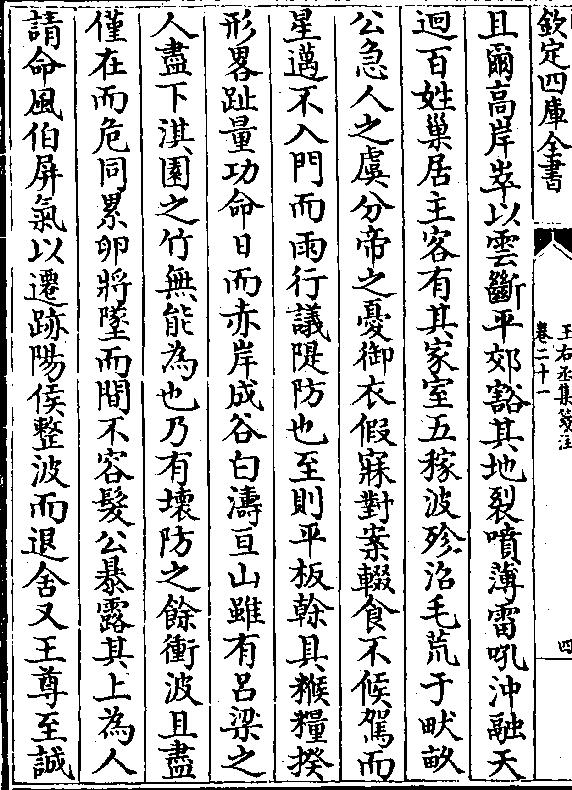 欽定四庫全書
王右丞集箋注
卷二十一
四
且爾高岸崒以雲斷平郊豁其地裂噴薄雷吼沖融天
迴百姓巢居主客有其家室五稼波殄沿毛荒于畎畝
公急人之虞分帝之憂御衣假寐對案輟食不候駕而
星邁不入門而雨行議隄防也至則平板榦具餱糧揆
形畧趾量功命日而赤岸成谷白濤亘山雖有呂梁之
人盡下淇園之竹無能為也乃有壞防之餘衝波且盡
僅在而危同累卵將墜而間不容髮公暴露其上為人
請命風伯屏氣以遷跡陽侯整波而退舍又王尊至誠